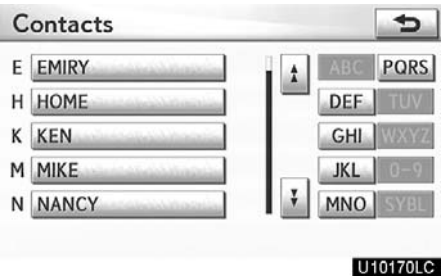 Contacts
E EMIRY ABC PQRS
H HOME DEF TUV
K KEN GHI WXYZ
M MIKE JKL 0-9
N NANCY MNO SYBL
U10170LC